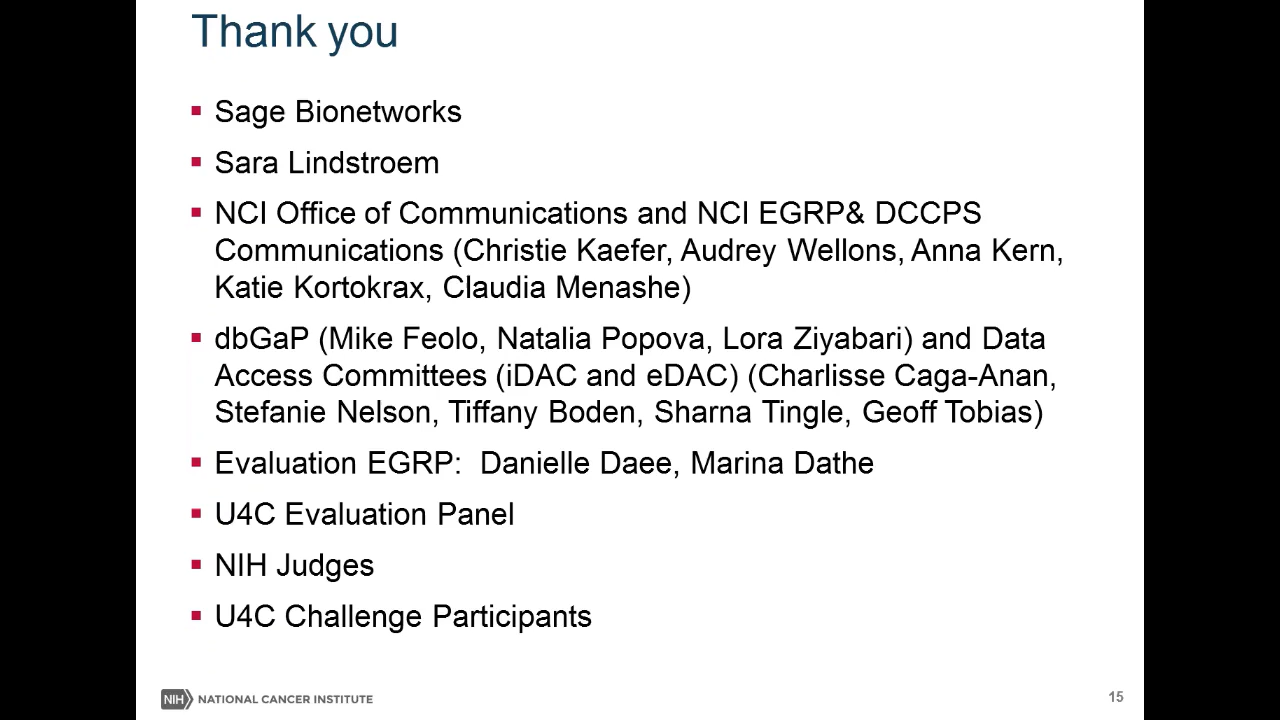 Thank you
Sage Bionetworks
Sara Lindstroem
NCI Office of Communications and NCI EGRP& DCCPS
Communications (Christie Kaefer, Audrey Wellons, Anna Kern,
Katie Kortokrax, Claudia Menashe)
dbGaP (Mike Feolo, Natalia Popova, Lora Ziyabari) and Data
Access Committees (iDAC and eDAC) (Charlisse Caga-Anan,
Stefanie Nelson, Tiffany Boden, Sharna Tingle, Geoff Tobias)
Evaluation EGRP:  Danielle Daee, Marina Dathe
U4C Evaluation Panel
NIH Judges
U4C Challenge Participants
NIH NATIONAL CANCER INSTITUTE
15